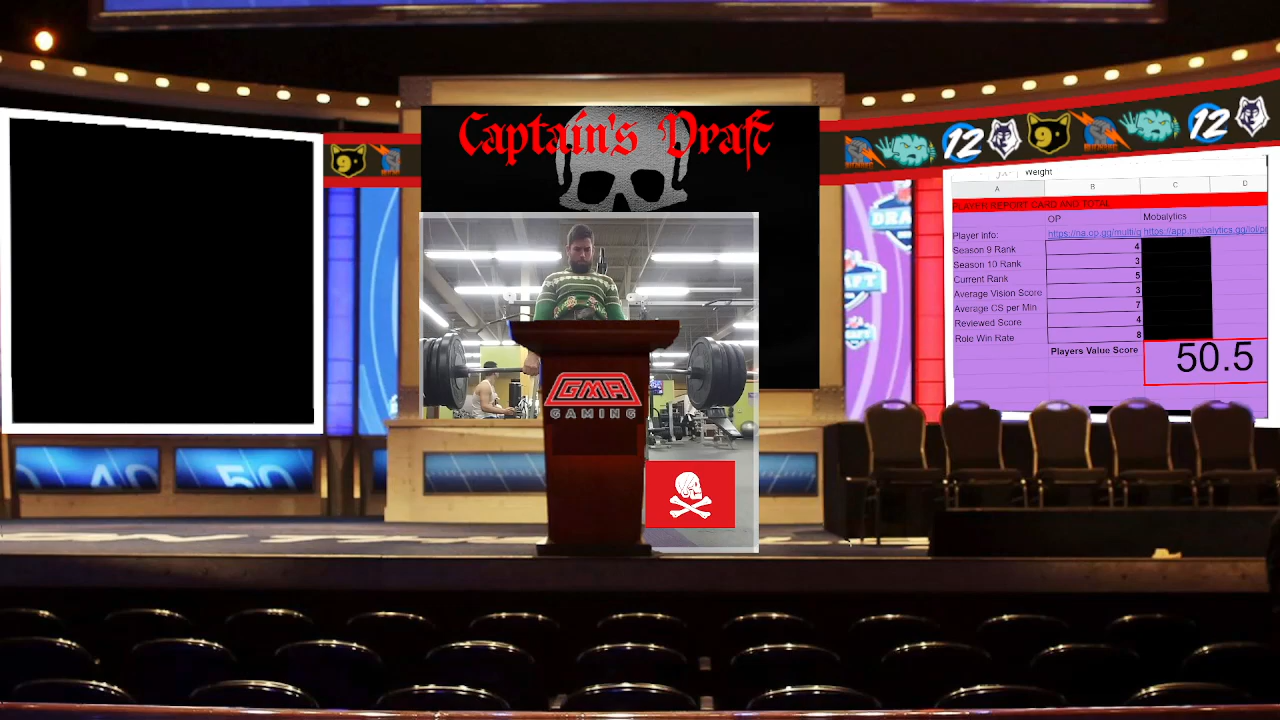 Captain's Draft
9
12
9
12
Weight
A B C D
PLAYER REPORT CARD AND TOTAL
OP Mobalytics
Player info: https://na.op.gg/multi/q https://app.mobalytics.gg/lol/p
Season 9 Rank 4
Season 10 Rank 3
Current Rank 5
Average Vision Score 3
Average CS per Min 7
Reviewed Score 4
Role Win Rate 8
Players Value Score 50.5
GMA
GAMING
40
50